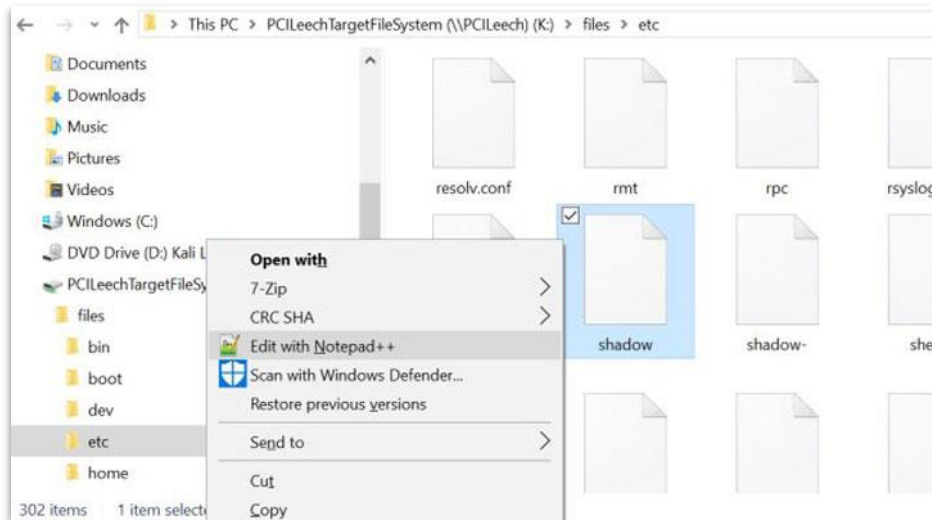 This PC > PCILeechTargetFileSystem (\\PCILeech) (K:) > files > etc
Documents
Downloads
Music
Pictures
Videos
Windows (C:)
DVD Drive (D:) Kali L
PCILeechTargetFileSy
files
bin
boot
dev
etc
home
302 items 1 item select
resolv.conf rmt rpc rsyslog
shadow shadow- she
Open with
7-Zip
CRC SHA
Edit with Notepad++
Scan with Windows Defender...
Restore previous versions
Send to
Cut
Copy